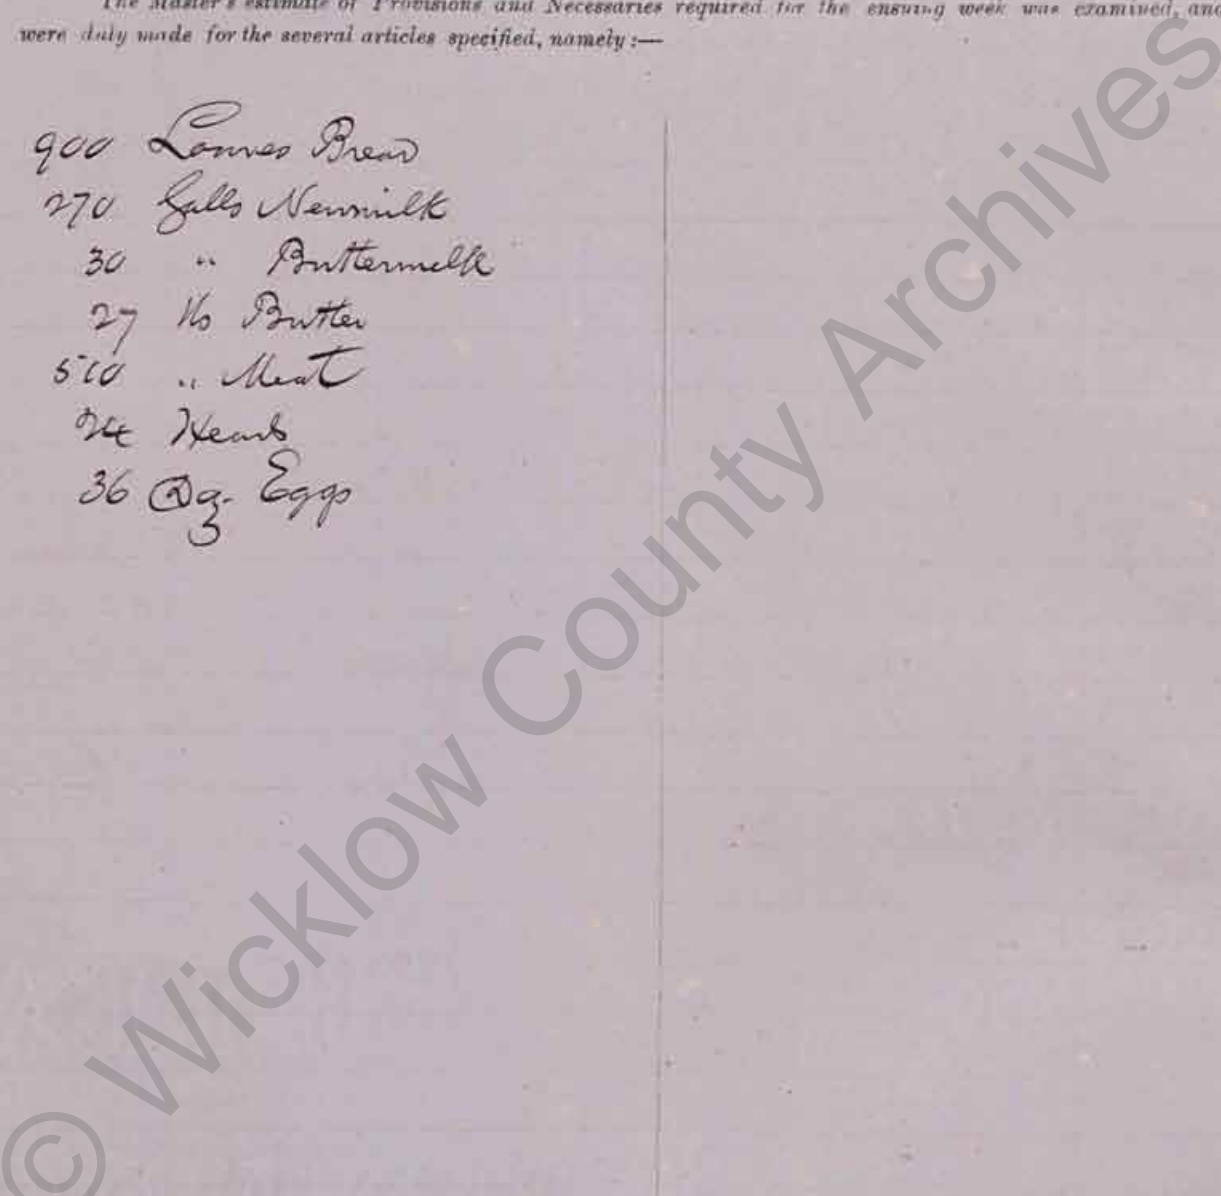 The Master's estimate of Provisions and Necessaries required for the ensuing week was examined, and
were duly made for the several articles specified, namely :—
900 Loaves Bread
270 Galls Newmilk
30 " Buttermilk
27 lbs Butter
510 " Meat
24 Heads
36 Doz. Eggs
© Wicklow County Archives